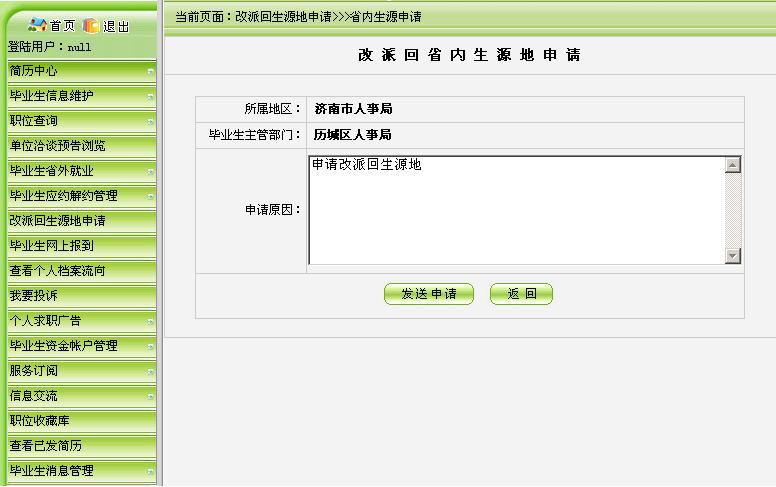 首页 退出
登陆用户：null
简历中心
毕业生信息维护
职位查询
单位洽谈预告浏览
毕业生省外就业
毕业生应约解约管理
改派回生源地申请
毕业生网上报到
查看个人档案流向
我要投诉
个人求职广告
毕业生资金帐户管理
服务订阅
信息交流
职位收藏库
查看已发简历
毕业生消息管理
当前页面：改派回生源地申请>>>省内生源申请
改派回省内生源地申请
所属地区： 济南市人事局
毕业生主管部门： 历城区人事局
申请原因： 申请改派回生源地
发送申请 返回